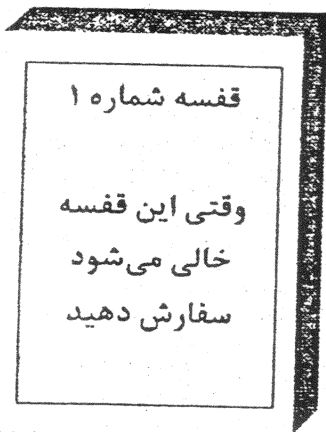 قفسه شماره ۱
وقتی این قفسه
خالی می‌شود
سفارش دهید